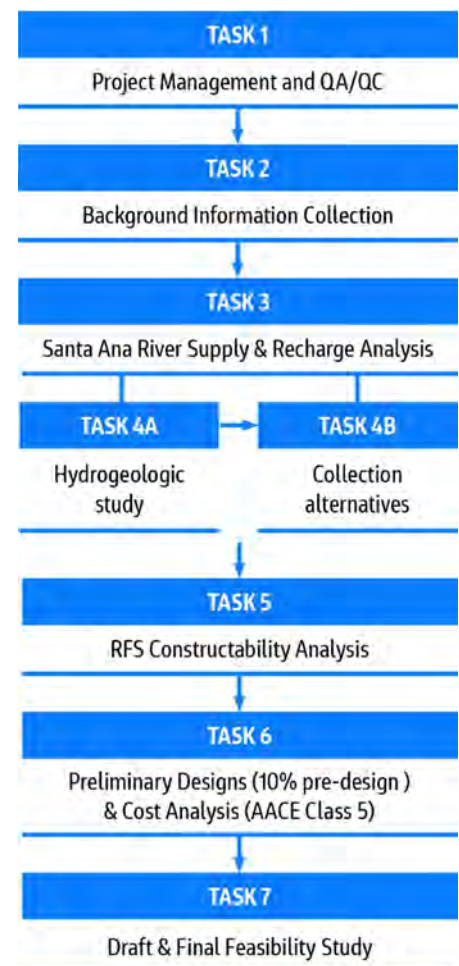 TASK 1
Project Management and QA/QC
TASK 2
Background Information Collection
TASK 3
Santa Ana River Supply & Recharge Analysis
TASK 4A
Hydrogeologic
study
TASK 4B
Collection
alternatives
TASK 5
RFS Constructability Analysis
TASK 6
Preliminary Designs (10% pre-design )
& Cost Analysis (AACE Class 5)
TASK 7
Draft & Final Feasibility Study